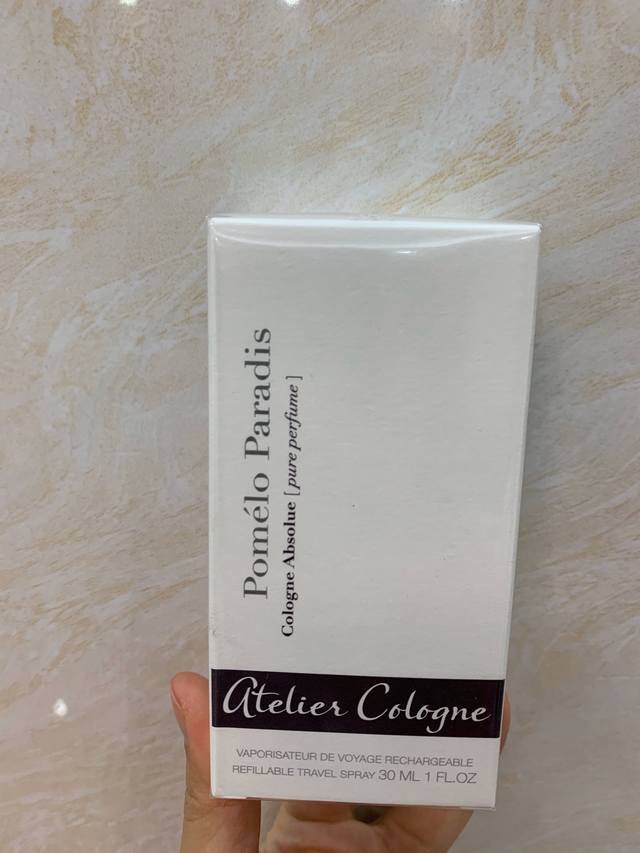 Pomélo Paradis
Cologne Absolue [pure perfume]
Atelier Cologne
VAPORISATEUR DE VOYAGE RECHARGEABLE
REFILLABLE TRAVEL SPRAY 30 ML 1 FL.OZ